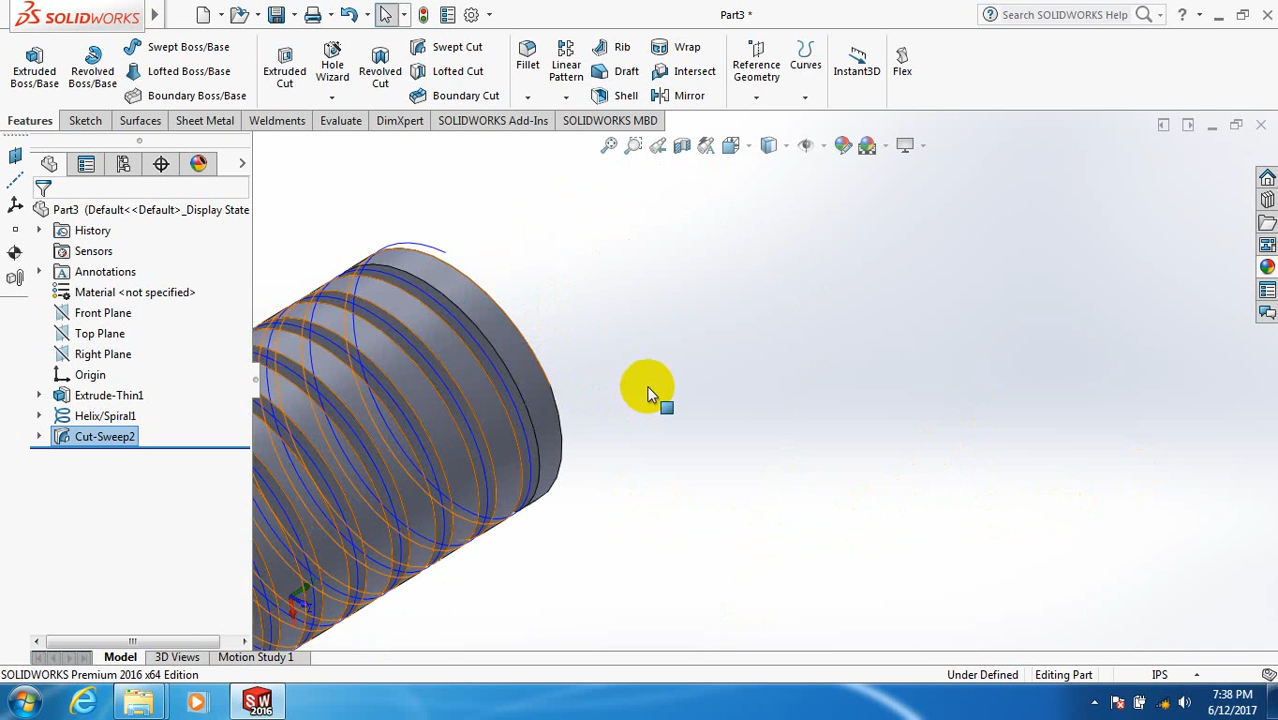 SOLIDWORKS
Part3 *
Search SOLIDWORKS Help
?
Extruded Boss/Base
Revolved Boss/Base
Swept Boss/Base
Lofted Boss/Base
Boundary Boss/Base
Extruded Cut
Hole Wizard
Revolved Cut
Swept Cut
Lofted Cut
Boundary Cut
Fillet
Linear Pattern
Rib
Draft
Shell
Wrap
Intersect
Mirror
Reference Geometry
Curves
Instant3D
Flex
Features
Sketch
Surfaces
Sheet Metal
Weldments
Evaluate
DimXpert
SOLIDWORKS Add-Ins
SOLIDWORKS MBD
Part3 (Default<<Default>_Display State
History
Sensors
Annotations
Material <not specified>
Front Plane
Top Plane
Right Plane
Origin
Extrude-Thin1
Helix/Spiral1
Cut-Sweep2
Model
3D Views
Motion Study 1
SOLIDWORKS Premium 2016 x64 Edition
Under Defined
Editing Part
IPS
SW
2016
7:38 PM
6/12/2017